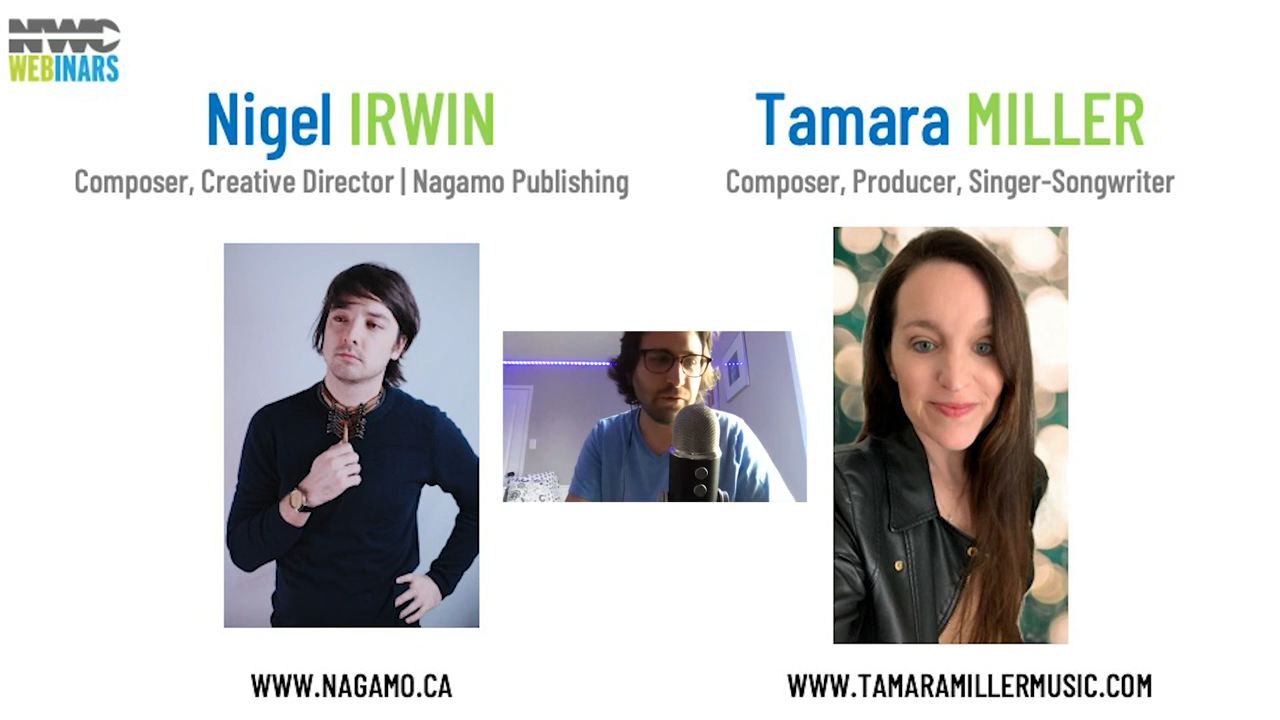 NWC
WEBINARS
Nigel IRWIN
Composer, Creative Director | Nagamo Publishing
WWW.NAGAMO.CA
Tamara MILLER
Composer, Producer, Singer-Songwriter
WWW.TAMARAMILLERMUSIC.COM